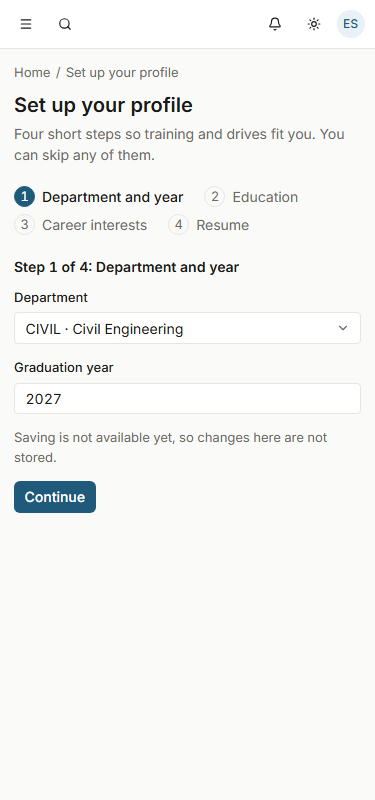 ES
Home / Set up your profile
Set up your profile
Four short steps so training and drives fit you. You
can skip any of them.
1 Department and year 2 Education
3 Career interests 4 Resume
Step 1 of 4: Department and year
Department
CIVIL · Civil Engineering
Graduation year
2027
Saving is not available yet, so changes here are not
stored.
Continue